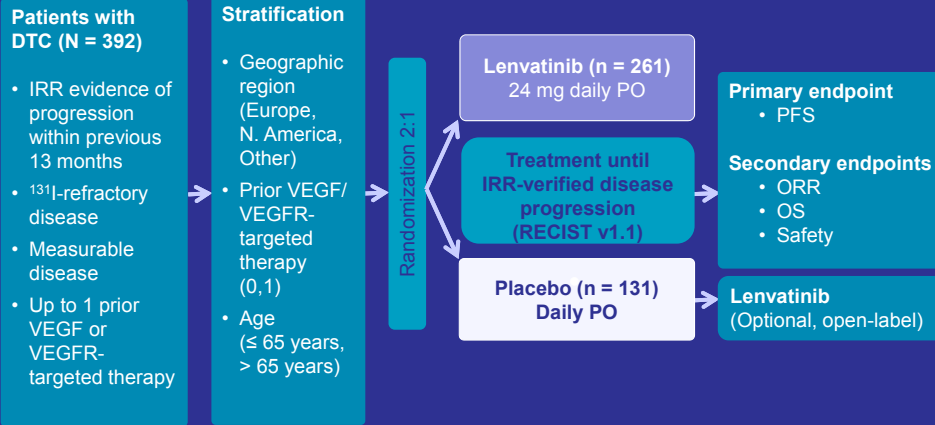 Patients with
DTC (N = 392)
• IRR evidence of
progression
within previous
13 months
• ¹³¹I-refractory
disease
• Measurable
disease
• Up to 1 prior
VEGF or
VEGFR-
targeted therapy
Stratification
• Geographic
region
(Europe,
N. America,
Other)
• Prior VEGF/
VEGFR-
targeted
therapy
(0,1)
• Age
(≤ 65 years,
> 65 years)
Randomization 2:1
Lenvatinib (n = 261)
24 mg daily PO
Treatment until
IRR-verified disease
progression
(RECIST v1.1)
Placebo (n = 131)
Daily PO
Primary endpoint
• PFS
Secondary endpoints
• ORR
• OS
• Safety
Lenvatinib
(Optional, open-label)